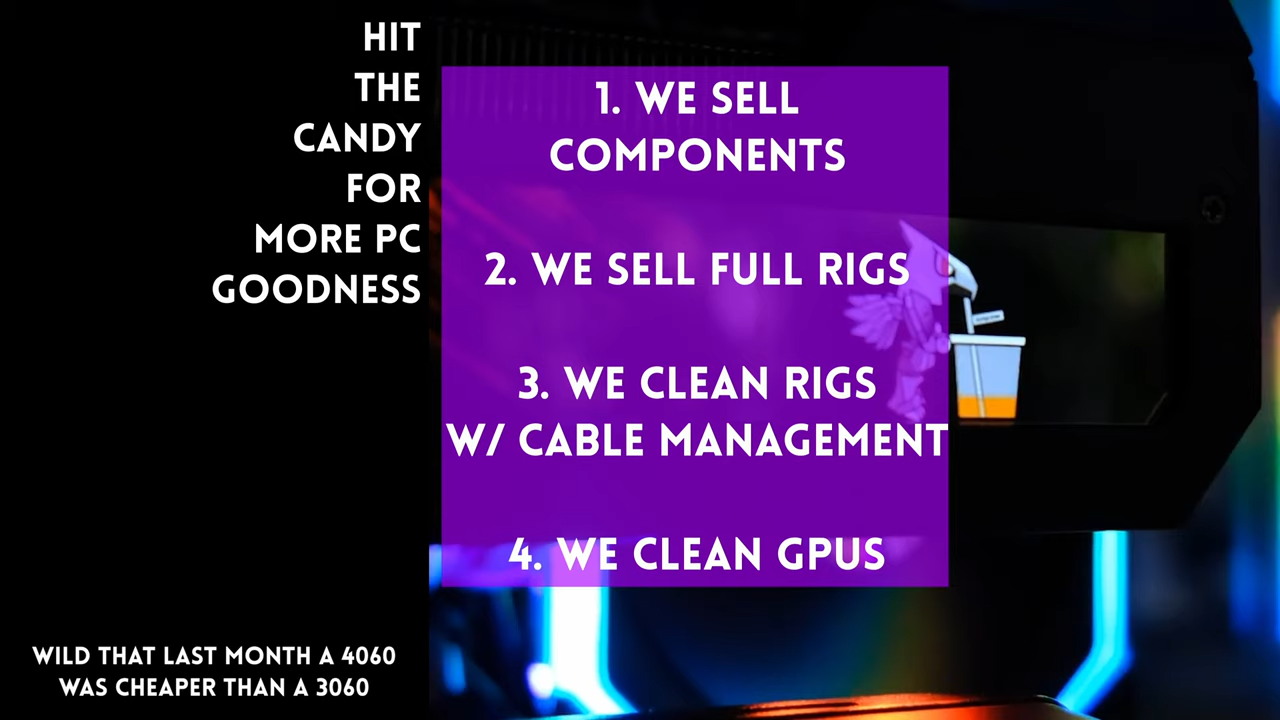 HIT
THE
CANDY
FOR
MORE PC
GOODNESS
1. WE SELL
COMPONENTS
2. WE SELL FULL RIGS
3. WE CLEAN RIGS
W/ CABLE MANAGEMENT
4. WE CLEAN GPUS
WILD THAT LAST MONTH A 4060
WAS CHEAPER THAN A 3060